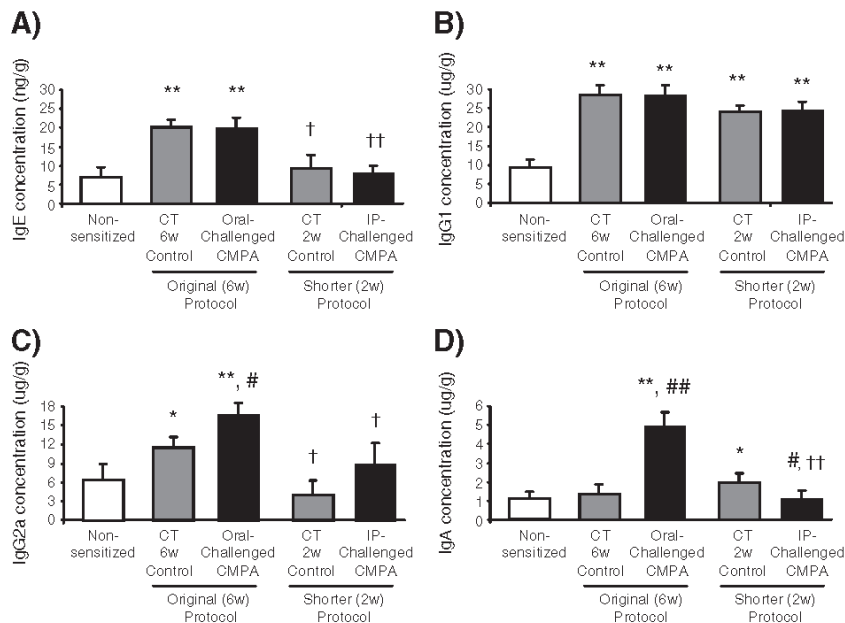 A)
IgE concentration (ng/g)
30
25
20
15
10
5
0
**
**
†
††
Non-
sensitized
CT
6w
Control
Oral-
Challenged
CMPA
CT
2w
Control
IP-
Challenged
CMPA
Original (6w)
Protocol
Shorter (2w)
Protocol
B)
IgG1 concentration (ug/g)
30
25
20
15
10
5
0
**
**
**
**
Non-
sensitized
CT
6w
Control
Oral-
Challenged
CMPA
CT
2w
Control
IP-
Challenged
CMPA
Original (6w)
Protocol
Shorter (2w)
Protocol
C)
IgG2a concentration (ug/g)
18
15
12
9
6
3
0
*
**, #
†
†
Non-
sensitized
CT
6w
Control
Oral-
Challenged
CMPA
CT
2w
Control
IP-
Challenged
CMPA
Original (6w)
Protocol
Shorter (2w)
Protocol
D)
IgA concentration (ug/g)
6
5
4
3
2
1
0
**, ##
*
#, ††
Non-
sensitized
CT
6w
Control
Oral-
Challenged
CMPA
CT
2w
Control
IP-
Challenged
CMPA
Original (6w)
Protocol
Shorter (2w)
Protocol